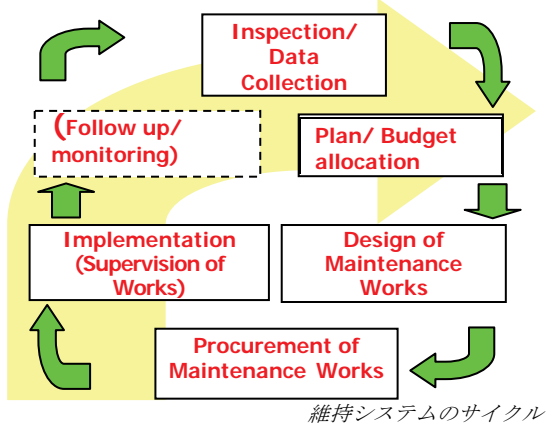 Inspection/
Data
Collection
(Follow up/
monitoring)
Plan/ Budget
allocation
Implementation
(Supervision of
Works)
Design of
Maintenance
Works
Procurement of
Maintenance Works
維持システムのサイクル